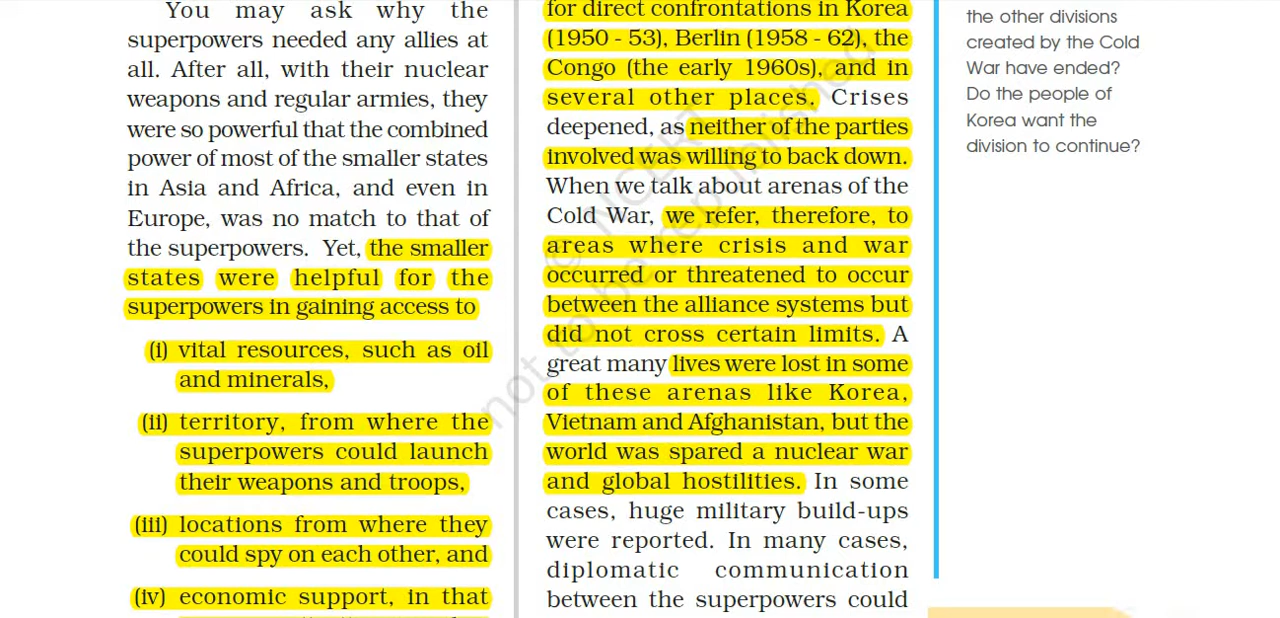 You may ask why the
superpowers needed any allies at
all. After all, with their nuclear
weapons and regular armies, they
were so powerful that the combined
power of most of the smaller states
in Asia and Africa, and even in
Europe, was no match to that of
the superpowers. Yet, the smaller
states were helpful for the
superpowers in gaining access to
(i) vital resources, such as oil
and minerals,
(ii) territory, from where the
superpowers could launch
their weapons and troops,
(iii) locations from where they
could spy on each other, and
(iv) economic support, in that
for direct confrontations in Korea
(1950 - 53), Berlin (1958 - 62), the
Congo (the early 1960s), and in
several other places. Crises
deepened, as neither of the parties
involved was willing to back down.
When we talk about arenas of the
Cold War, we refer, therefore, to
areas where crisis and war
occurred or threatened to occur
between the alliance systems but
did not cross certain limits. A
great many lives were lost in some
of these arenas like Korea,
Vietnam and Afghanistan, but the
world was spared a nuclear war
and global hostilities. In some
cases, huge military build-ups
were reported. In many cases,
diplomatic communication
between the superpowers could
the other divisions
created by the Cold
War have ended?
Do the people of
Korea want the
division to continue?
© NCERT
not to be republished